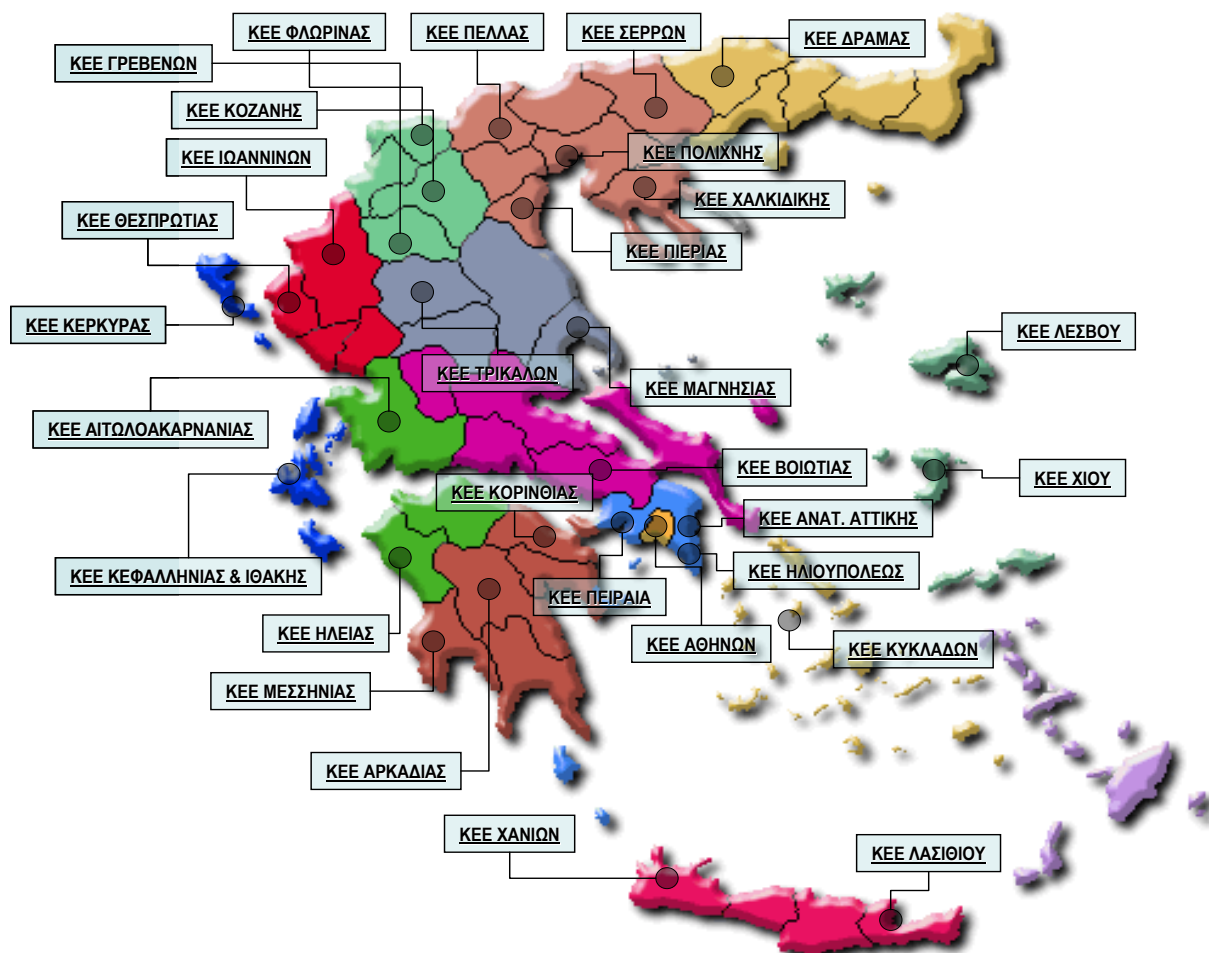 ΚΕΕ ΦΛΩΡΙΝΑΣ
ΚΕΕ ΠΕΛΛΑΣ
ΚΕΕ ΣΕΡΡΩΝ
ΚΕΕ ΔΡΑΜΑΣ
ΚΕΕ ΓΡΕΒΕΝΩΝ
ΚΕΕ ΚΟΖΑΝΗΣ
ΚΕΕ ΙΩΑΝΝΙΝΩΝ
ΚΕΕ ΠΟΛΙΧΝΗΣ
ΚΕΕ ΧΑΛΚΙΔΙΚΗΣ
ΚΕΕ ΘΕΣΠΡΩΤΙΑΣ
ΚΕΕ ΠΙΕΡΙΑΣ
ΚΕΕ ΚΕΡΚΥΡΑΣ
ΚΕΕ ΛΕΣΒΟΥ
ΚΕΕ ΤΡΙΚΑΛΩΝ
ΚΕΕ ΜΑΓΝΗΣΙΑΣ
ΚΕΕ ΑΙΤΩΛΟΑΚΑΡΝΑΝΙΑΣ
ΚΕΕ ΒΟΙΩΤΙΑΣ
ΚΕΕ ΧΙΟΥ
ΚΕΕ ΚΟΡΙΝΘΙΑΣ
ΚΕΕ ΑΝΑΤ. ΑΤΤΙΚΗΣ
ΚΕΕ ΚΕΦΑΛΛΗΝΙΑΣ & ΙΘΑΚΗΣ
ΚΕΕ ΗΛΙΟΥΠΟΛΕΩΣ
ΚΕΕ ΠΕΙΡΑΙΑ
ΚΕΕ ΗΛΕΙΑΣ
ΚΕΕ ΑΘΗΝΩΝ
ΚΕΕ ΚΥΚΛΑΔΩΝ
ΚΕΕ ΜΕΣΣΗΝΙΑΣ
ΚΕΕ ΑΡΚΑΔΙΑΣ
ΚΕΕ ΧΑΝΙΩΝ
ΚΕΕ ΛΑΣΙΘΙΟΥ